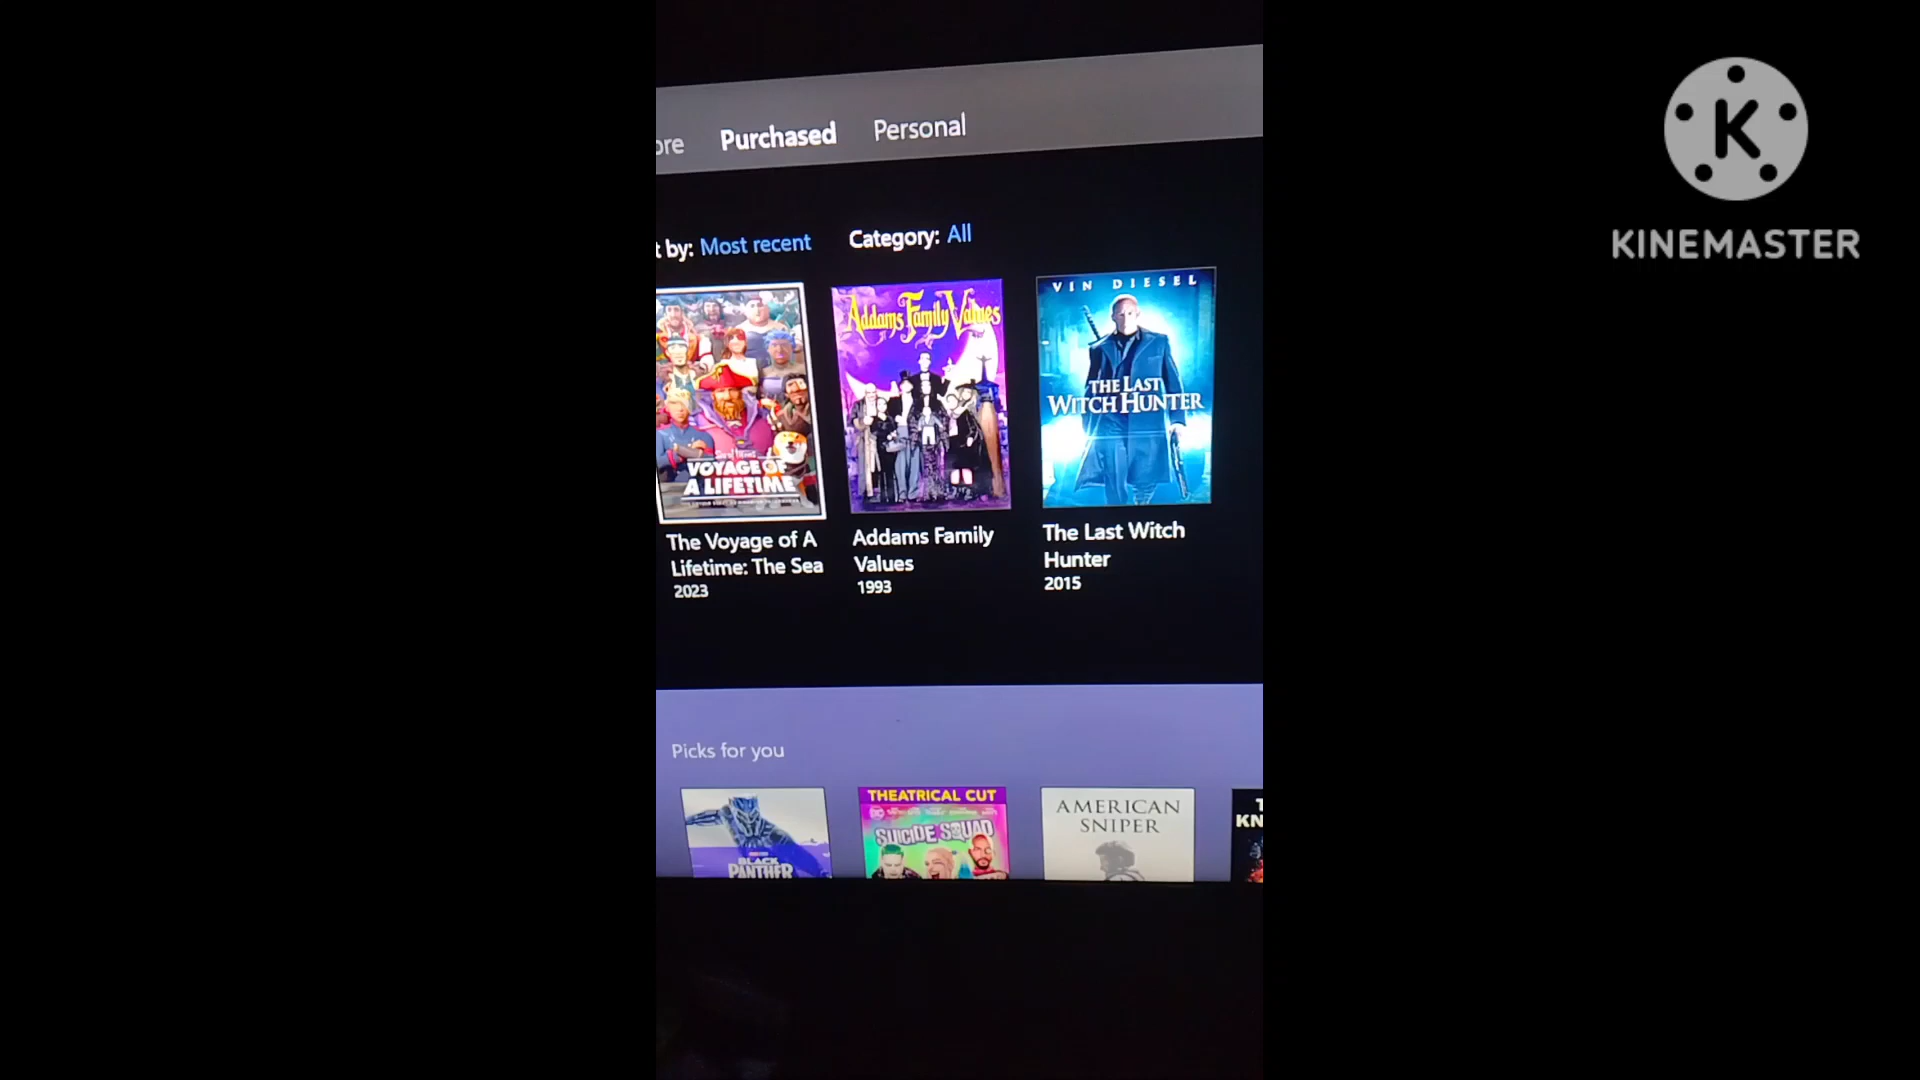 ore Purchased Personal
t by: Most recent Category: All
VOYAGE OF
A LIFETIME
Addams Family Values
VIN DIESEL
THE LAST
WITCH HUNTER
The Voyage of A
Lifetime: The Sea
2023
Addams Family
Values
1993
The Last Witch
Hunter
2015
Picks for you
BLACK
PANTHER
THEATRICAL CUT
SUICIDE SQUAD
AMERICAN
SNIPER
T
KN
K
KINEMASTER